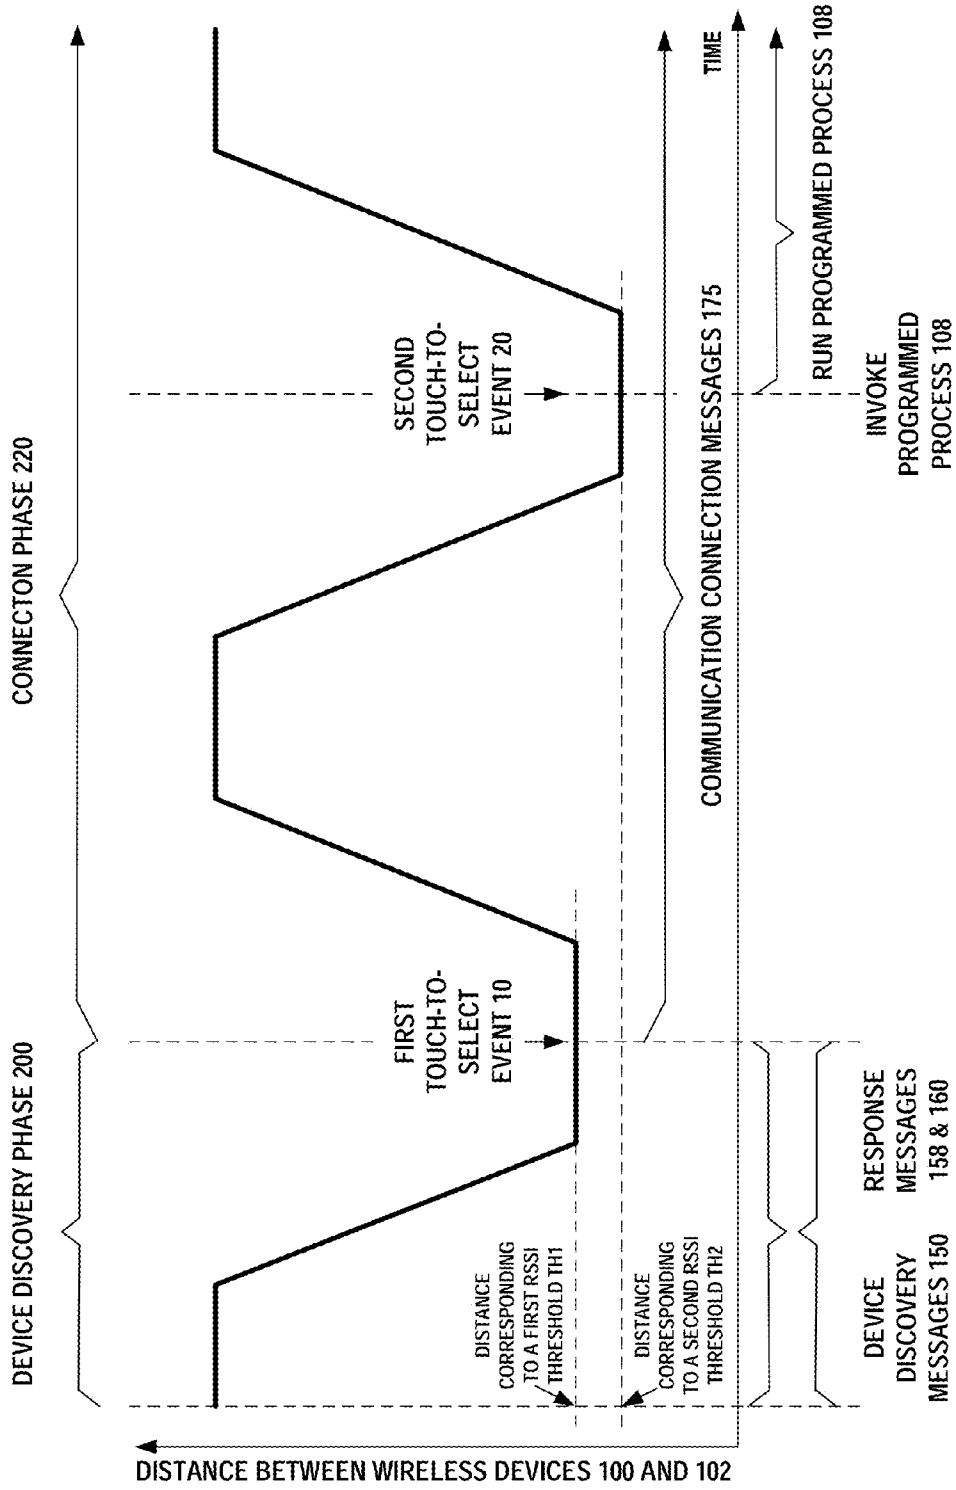 DEVICE DISCOVERY PHASE 200
CONNECTON PHASE 220
FIRST
TOUCH-TO-
SELECT
EVENT 10
SECOND
TOUCH-TO-
SELECT
EVENT 20
DISTANCE
CORRESPONDING
TO A FIRST RSSI
THRESHOLD TH1
DISTANCE
CORRESPONDING
TO A SECOND RSSI
THRESHOLD TH2
COMMUNICATION CONNECTION MESSAGES 175
TIME
DISTANCE BETWEEN WIRELESS DEVICES 100 AND 102
RUN PROGRAMMED PROCESS 108
DEVICE
DISCOVERY
MESSAGES 150
RESPONSE
MESSAGES
158 & 160
INVOKE
PROGRAMMED
PROCESS 108